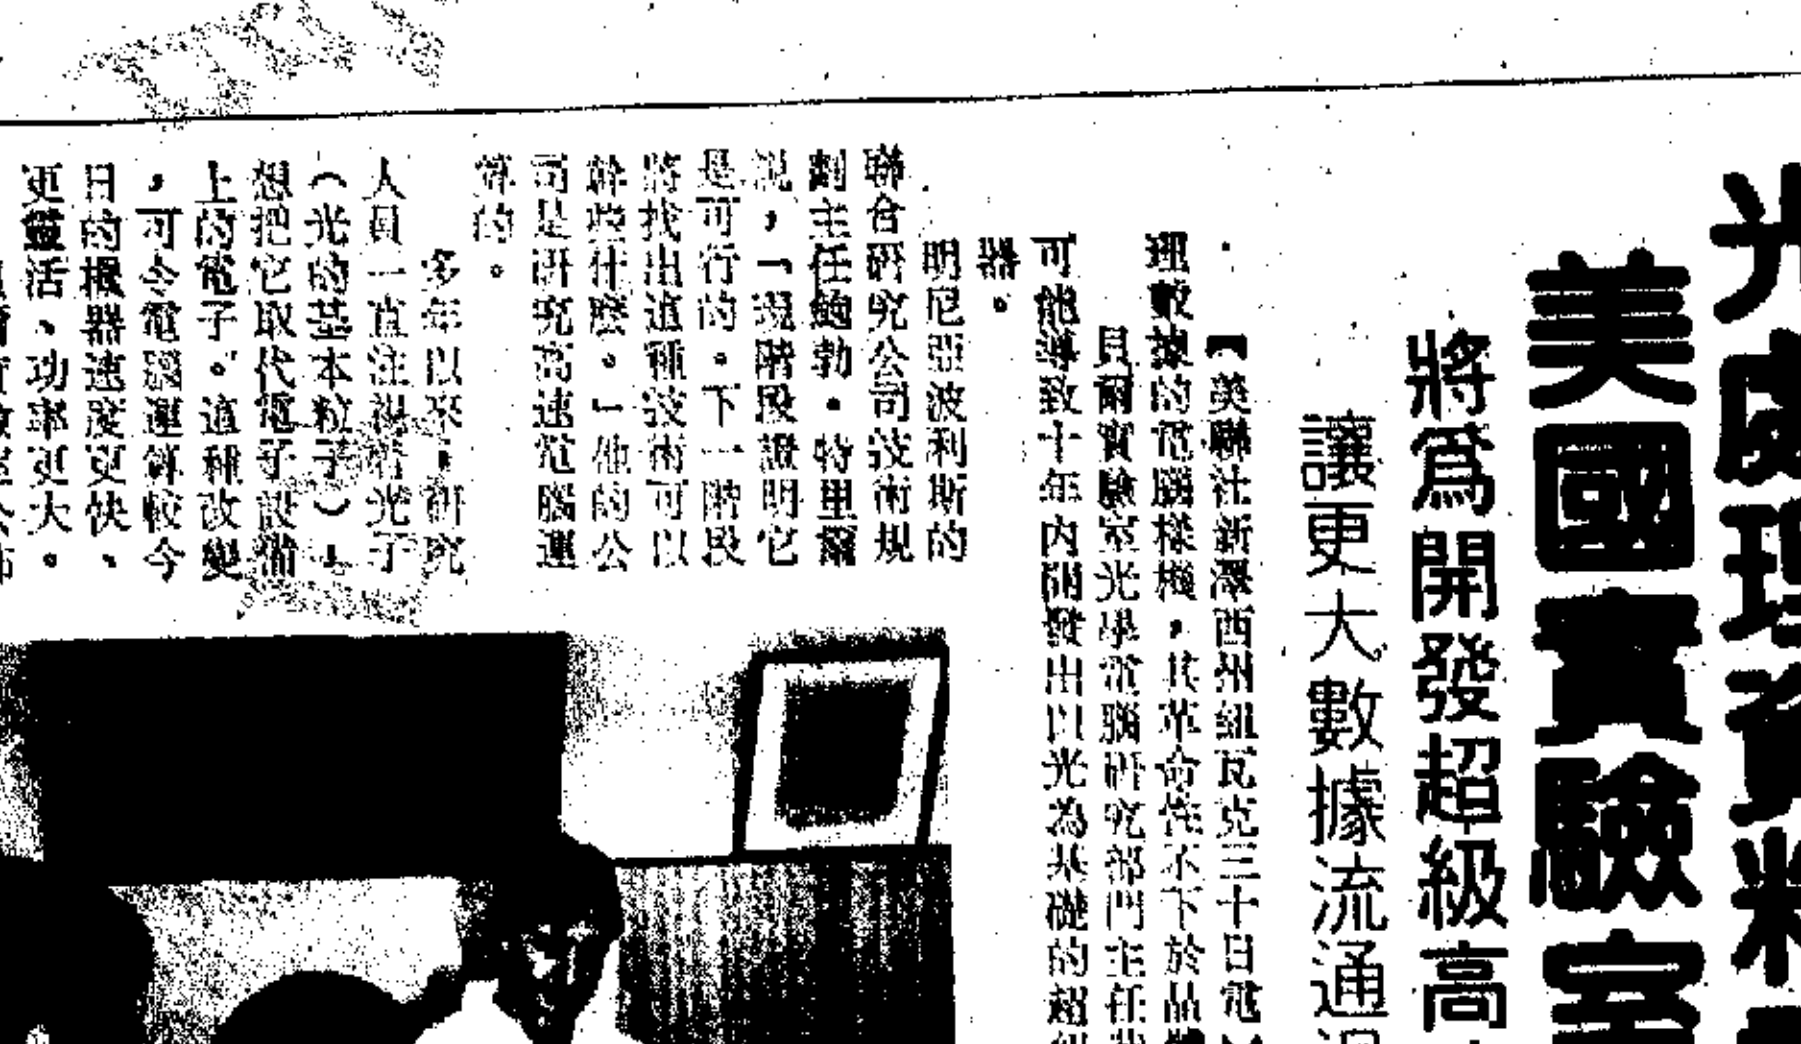 光處理資料
美國實驗室
將爲開發超級高
讓更大數據流通
【美聯社新澤西州紐瓦克三十日電
理數據的電腦樣機，其革命性不下於品
貝爾實驗室光學電腦研究部門主任
可能導致十年內開發出以光為基礎的超
器。
明尼亞波利斯的
聯合研究公司技術規
劃主任鮑勃·特里爾
說，「現階段證明它
是可行的。下一階段
將找出這種技術可以
幹些什麼。」他的公
司是研究高速電腦運
算的。
多年以來，研究
人員一直注視着光子
（光的基本粒子），
想把它取代電子設備
上的電子。這種改變
，可令電腦運算較今
日的機器速度更快、
更靈活、功率更大。